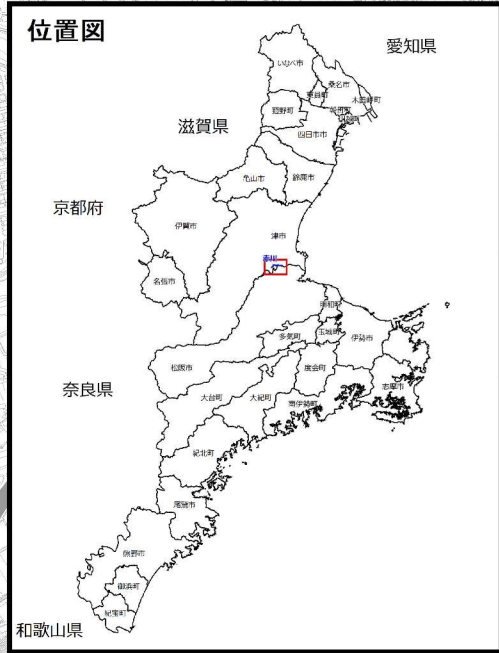 位置図
愛知県
いなべ市
桑名市
東員町
木曽岬町
菰野町
朝日町
川越町
四日市市
滋賀県
亀山市
鈴鹿市
京都府
伊賀市
津市
名張市
明和町
多気町
玉城町
伊勢市
松阪市
度会町
奈良県
大台町
大紀町
南伊勢町
志摩市
紀北町
尾鷲市
熊野市
御浜町
紀宝町
和歌山県